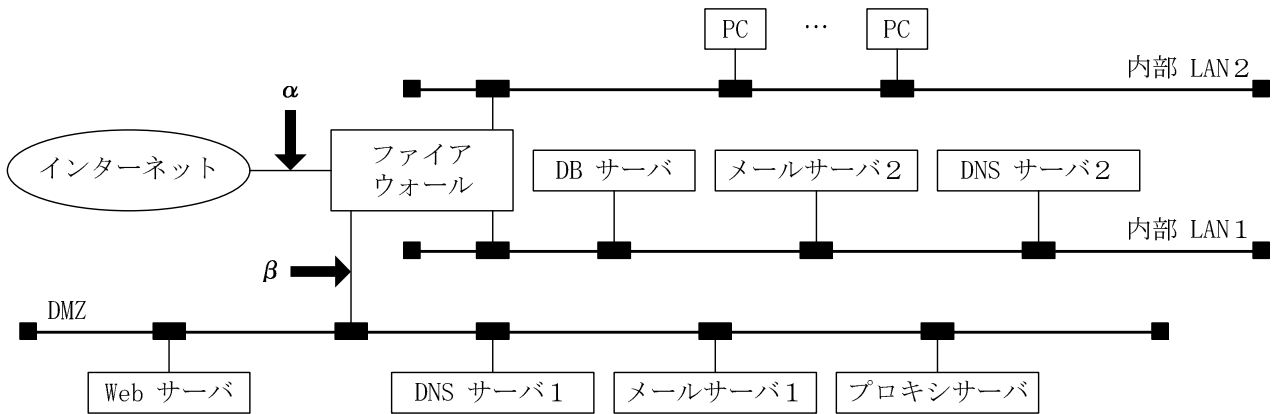 PC … PC
内部 LAN2
α
インターネット
ファイア
ウォール
DB サーバ
メールサーバ2
DNS サーバ2
内部 LAN1
β
DMZ
Web サーバ
DNS サーバ1
メールサーバ1
プロキシサーバ